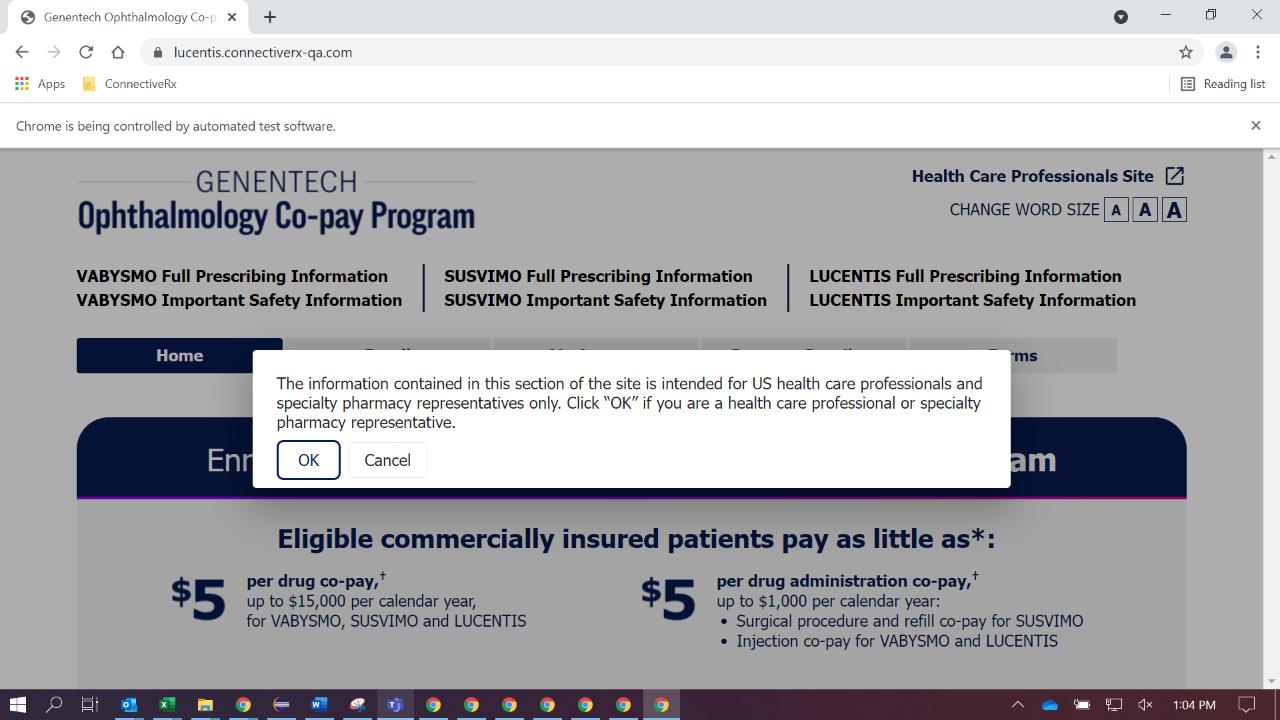 Genentech Ophthalmology Co-p
lucentis.connectiverx-qa.com
Apps
ConnectiveRx
Reading list
Chrome is being controlled by automated test software.
GENENTECH
Ophthalmology Co-pay Program
Health Care Professionals Site
CHANGE WORD SIZE A A A
VABYSMO Full Prescribing Information
VABYSMO Important Safety Information
SUSVIMO Full Prescribing Information
SUSVIMO Important Safety Information
LUCENTIS Full Prescribing Information
LUCENTIS Important Safety Information
Home
rms
The information contained in this section of the site is intended for US health care professionals and
specialty pharmacy representatives only. Click “OK” if you are a health care professional or specialty
pharmacy representative.
OK
Cancel
Enr
am
Eligible commercially insured patients pay as little as*:
$5
per drug co-pay,†
up to $15,000 per calendar year,
for VABYSMO, SUSVIMO and LUCENTIS
$5
per drug administration co-pay,†
up to $1,000 per calendar year:
• Surgical procedure and refill co-pay for SUSVIMO
• Injection co-pay for VABYSMO and LUCENTIS
1:04 PM